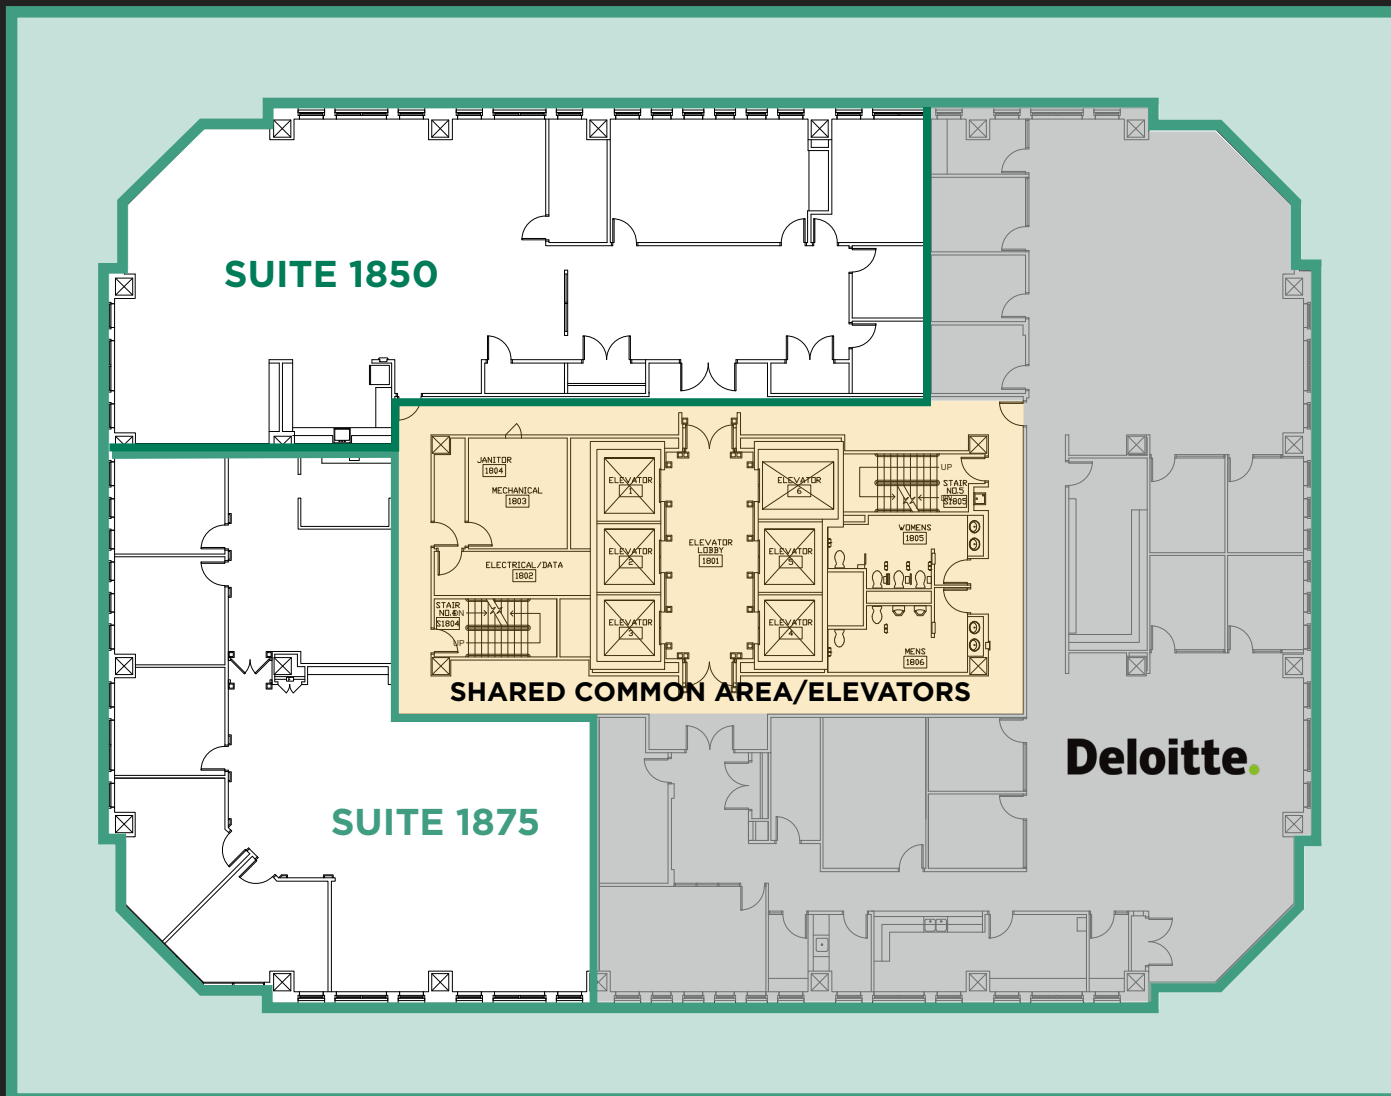 SUITE 1850
JANITOR
1804
MECHANICAL
1803
ELEVATOR
1
ELEVATOR
6
UP
STAIR
NO.5
S1805
WOMENS
1805
ELEVATOR
LOBBY
1801
ELEVATOR
2
ELEVATOR
5
ELECTRICAL/DATA
1802
STAIR
NO.4
S1804
UP
ELEVATOR
3
ELEVATOR
4
MENS
1806
SHARED COMMON AREA/ELEVATORS
Deloitte.
SUITE 1875